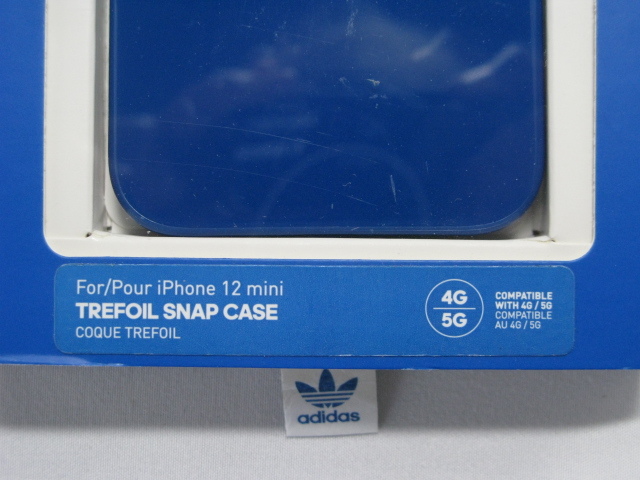 For/Pour iPhone 12 mini
TREFOIL SNAP CASE
COQUE TREFOIL
4G
5G
COMPATIBLE
WITH 4G / 5G
COMPATIBLE
AU 4G / 5G
adidas